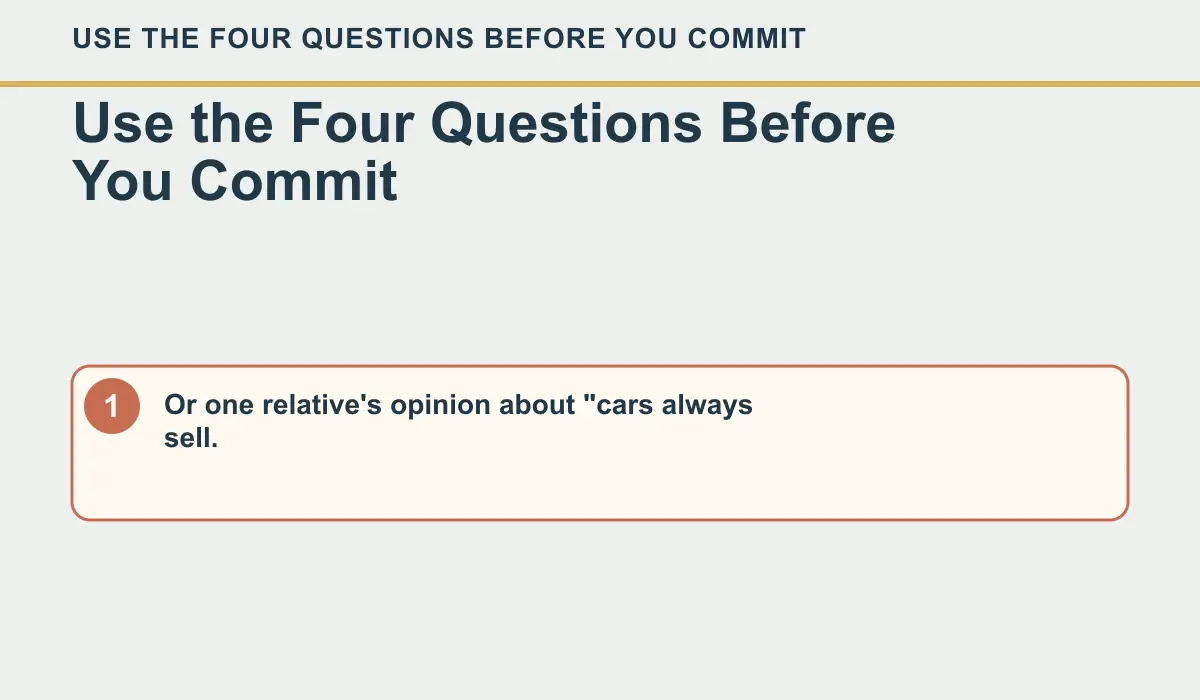 USE THE FOUR QUESTIONS BEFORE YOU COMMIT
Use the Four Questions Before
You Commit
1
Or one relative's opinion about "cars always
sell.